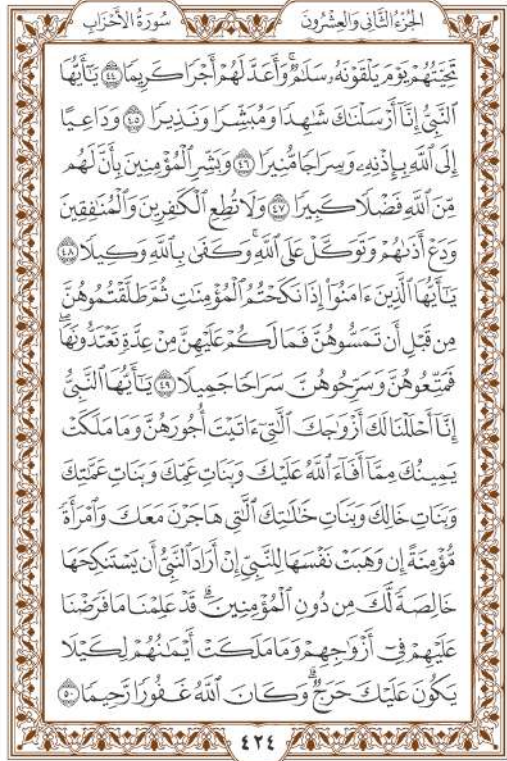 الجُزْءُ الثَّانِي وَالعِشْرُونَ
سُورَةُ الأَحْزَابِ
تَحِيَّتُهُمْ يَوْمَ يَلْقَوْنَهُۥ سَلَٰمٌۚ وَأَعَدَّ لَهُمْ أَجْرًا كَرِيمًا ٤٤ يَٰٓأَيُّهَا
ٱلنَّبِىُّ إِنَّآ أَرْسَلْنَٰكَ شَٰهِدًا وَمُبَشِّرًا وَنَذِيرًا ٤٥ وَدَاعِيًا
إِلَى ٱللَّهِ بِإِذْنِهِۦ وَسِرَاجًا مُّنِيرًا ٤٦ وَبَشِّرِ ٱلْمُؤْمِنِينَ بِأَنَّ لَهُم
مِّنَ ٱللَّهِ فَضْلًا كَبِيرًا ٤٧ وَلَا تُطِعِ ٱلْكَٰفِرِينَ وَٱلْمُنَٰفِقِينَ
وَدَعْ أَذَىٰهُمْ وَتَوَكَّلْ عَلَى ٱللَّهِۚ وَكَفَىٰ بِٱللَّهِ وَكِيلًا ٤٨
يَٰٓأَيُّهَا ٱلَّذِينَ ءَامَنُوٓا۟ إِذَا نَكَحْتُمُ ٱلْمُؤْمِنَٰتِ ثُمَّ طَلَّقْتُمُوهُنَّ
مِن قَبْلِ أَن تَمَسُّوهُنَّ فَمَا لَكُمْ عَلَيْهِنَّ مِنْ عِدَّةٍ تَعْتَدُّونَهَاۖ
فَمَتِّعُوهُنَّ وَسَرِّحُوهُنَّ سَرَاحًا جَمِيلًا ٤٩ يَٰٓأَيُّهَا ٱلنَّبِىُّ
إِنَّآ أَحْلَلْنَا لَكَ أَزْوَٰجَكَ ٱلَّٰتِىٓ ءَاتَيْتَ أُجُورَهُنَّ وَمَا مَلَكَتْ
يَمِينُكَ مِمَّآ أَفَآءَ ٱللَّهُ عَلَيْكَ وَبَنَاتِ عَمِّكَ وَبَنَاتِ عَمَّٰتِكَ
وَبَنَاتِ خَالِكَ وَبَنَاتِ خَٰلَٰتِكَ ٱلَّٰتِى هَاجَرْنَ مَعَكَ وَٱمْرَأَةً
مُّؤْمِنَةً إِن وَهَبَتْ نَفْسَهَا لِلنَّبِىِّ إِنْ أَرَادَ ٱلنَّبِىُّ أَن يَسْتَنكِحَهَا
خَالِصَةً لَّكَ مِن دُونِ ٱلْمُؤْمِنِينَۗ قَدْ عَلِمْنَا مَا فَرَضْنَا
عَلَيْهِمْ فِىٓ أَزْوَٰجِهِمْ وَمَا مَلَكَتْ أَيْمَٰنُهُمْ لِكَيْلَا
يَكُونَ عَلَيْكَ حَرَجٌۗ وَكَانَ ٱللَّهُ غَفُورًا رَّحِيمًا ٥٠
٤٢٤